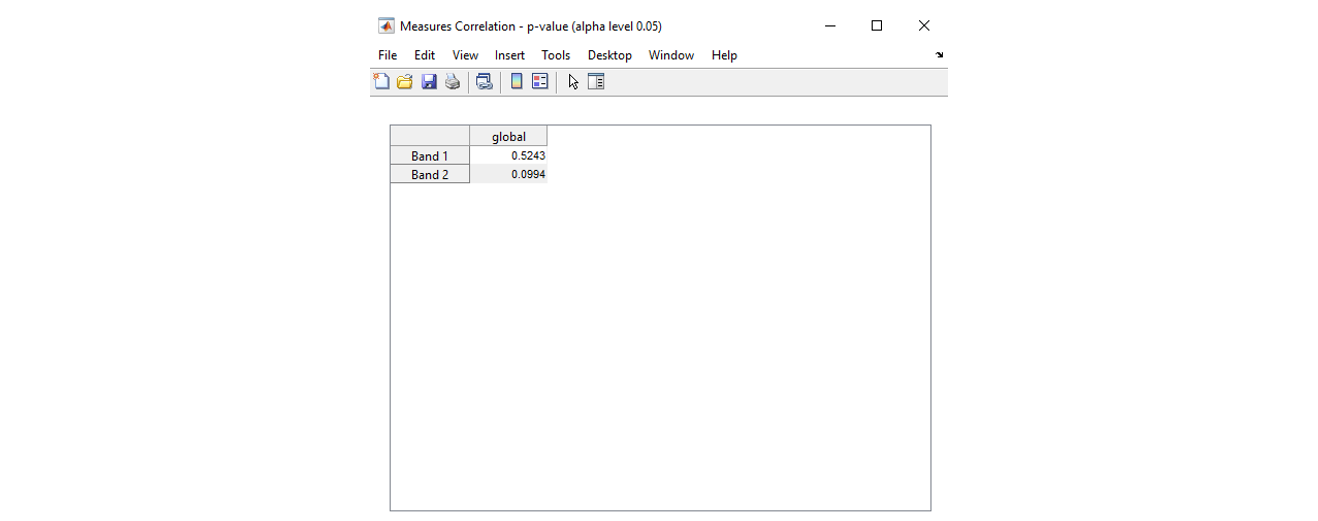 Measures Correlation - p-value (alpha level 0.05)
File Edit View Insert Tools Desktop Window Help
global
Band 1 0.5243
Band 2 0.0994